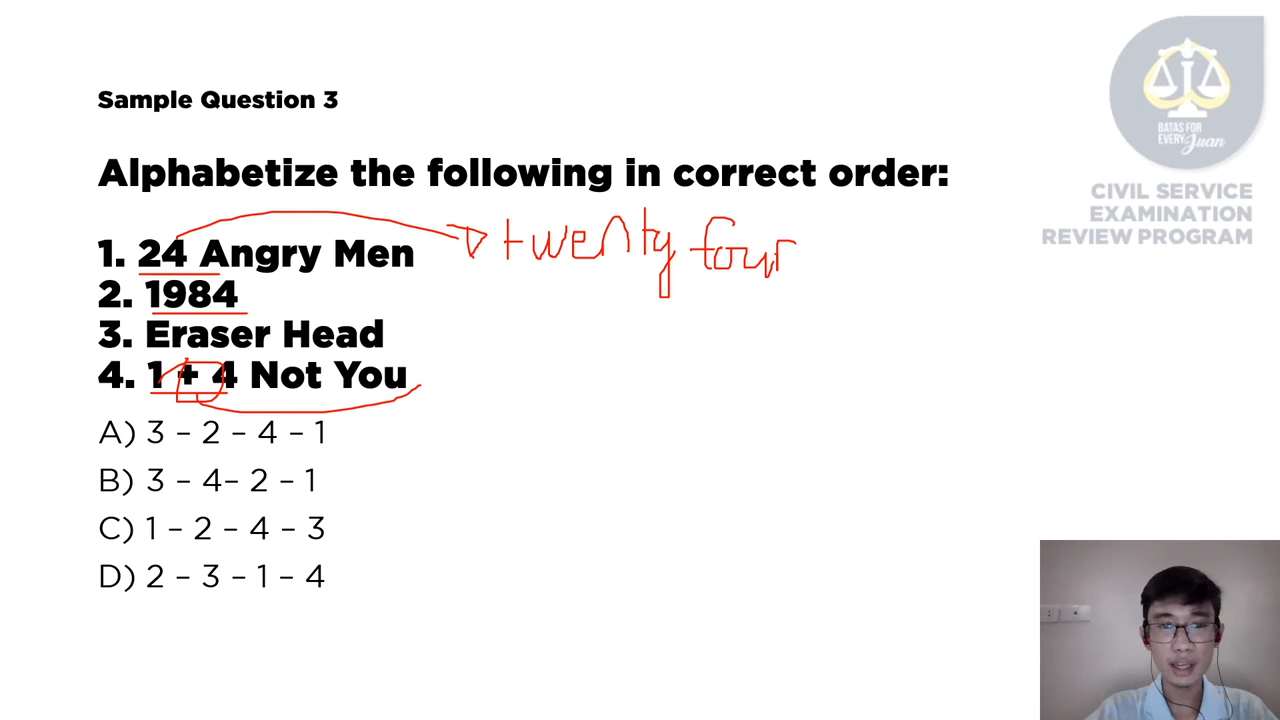 Sample Question 3
Alphabetize the following in correct order:
1. 24 Angry Men
twenty four
2. 1984
3. Eraser Head
4. 1 + 4 Not You
A) 3 – 2 – 4 – 1
B) 3 – 4– 2 – 1
C) 1 – 2 – 4 – 3
D) 2 – 3 – 1 – 4
BATAS FOR
EVERY Juan
CIVIL SERVICE
EXAMINATION
REVIEW PROGRAM